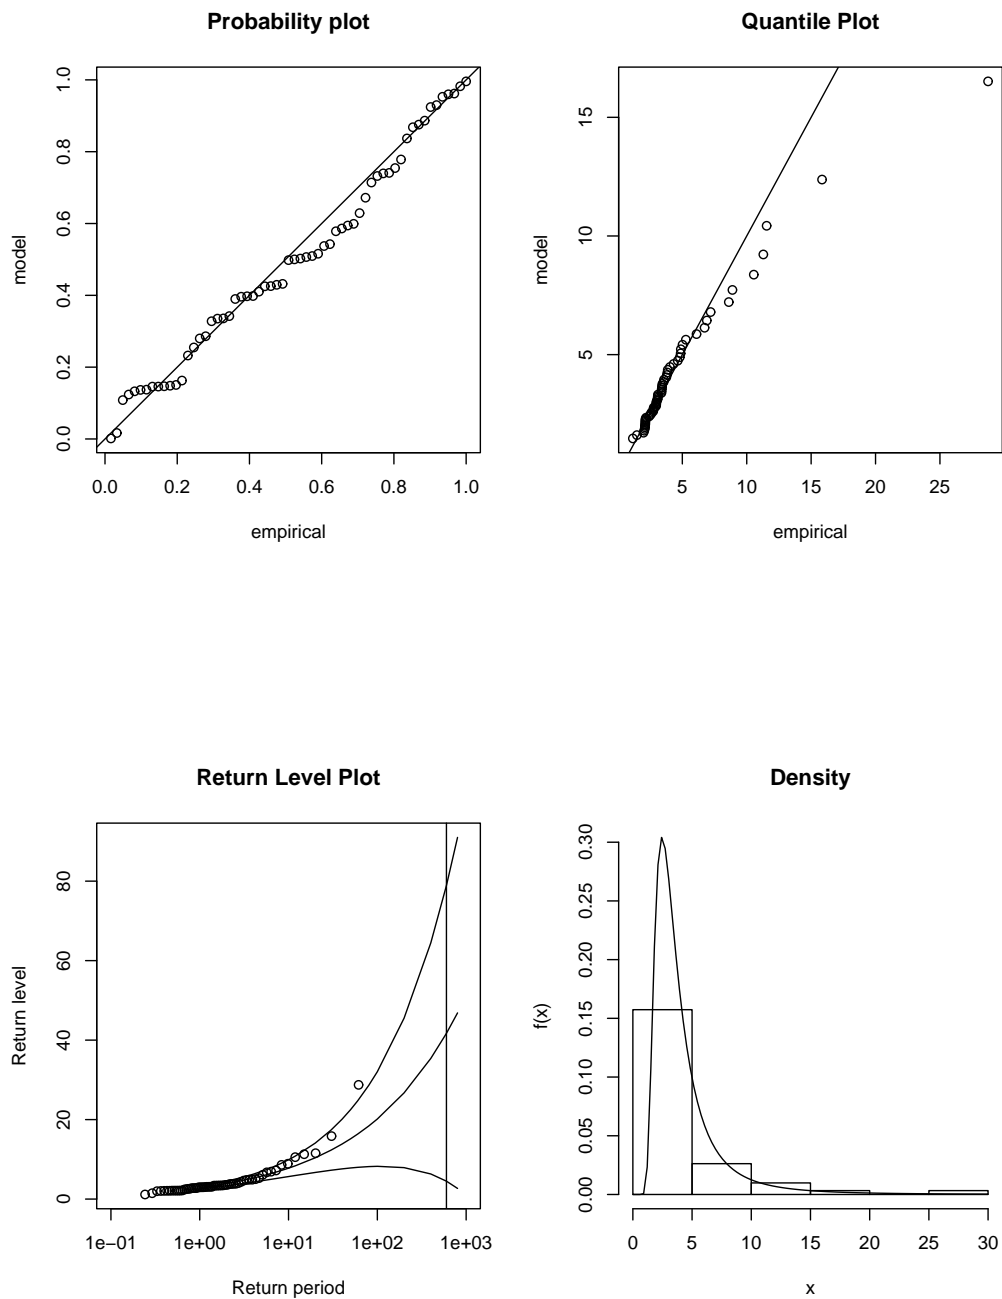 Probability plot
model
0.0 0.2 0.4 0.6 0.8 1.0
0.0 0.2 0.4 0.6 0.8 1.0
empirical
Quantile Plot
model
5 10 15
5 10 15 20 25
empirical
Return Level Plot
Return level
0 20 40 60 80
1e−01 1e+00 1e+01 1e+02 1e+03
Return period
Density
f(x)
0.00 0.05 0.10 0.15 0.20 0.25 0.30
0 5 10 15 20 25 30
x